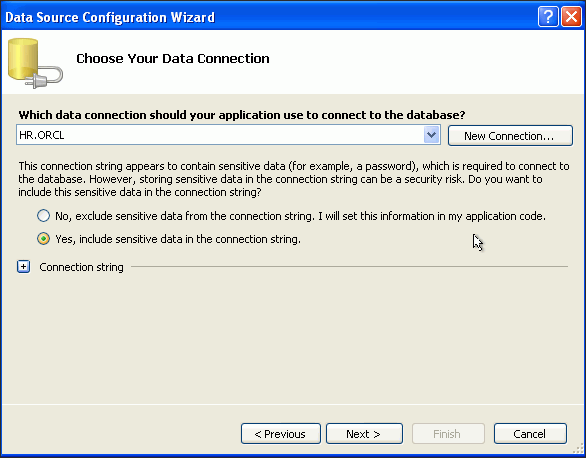 Data Source Configuration Wizard
Choose Your Data Connection
Which data connection should your application use to connect to the database?
HR.ORCL
New Connection...
This connection string appears to contain sensitive data (for example, a password), which is required to connect to
the database. However, storing sensitive data in the connection string can be a security risk. Do you want to
include this sensitive data in the connection string?
No, exclude sensitive data from the connection string. I will set this information in my application code.
Yes, include sensitive data in the connection string.
Connection string
< Previous
Next >
Finish
Cancel